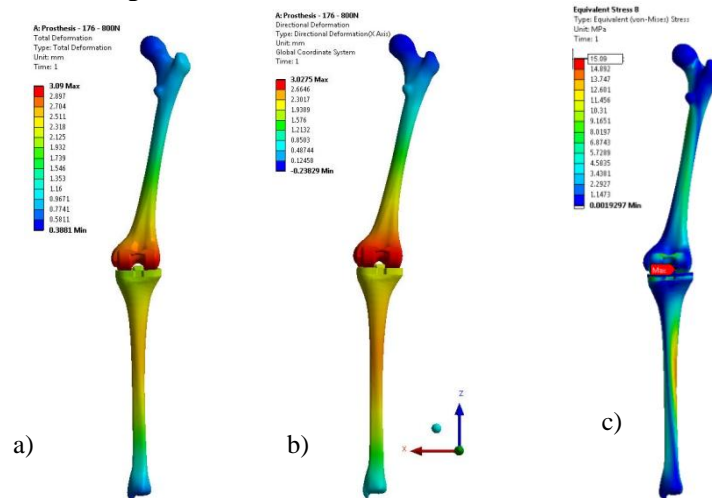 A: Prosthesis - 176 - 800N
Total Deformation
Type: Total Deformation
Unit: mm
Time: 1
3.09 Max
2.897
2.704
2.511
2.318
2.125
1.932
1.739
1.546
1.353
1.16
0.9671
0.7741
0.5811
0.3881 Min
a)
A: Prosthesis - 176 - 800N
Directional Deformation
Type: Directional Deformation(X Axis)
Unit: mm
Global Coordinate System
Time: 1
3.0275 Max
2.6646
2.3017
1.9389
1.576
1.2132
0.8503
0.48744
0.12458
-0.23829 Min
b)
Z
X
Equivalent Stress 8
Type: Equivalent (von-Mises) Stress
Unit: MPa
Time: 1
15.09
14.892
13.747
12.601
11.456
10.31
9.1651
8.0197
6.8743
5.7289
4.5835
3.4381
2.2927
1.1473
0.0019297 Min
Max
c)